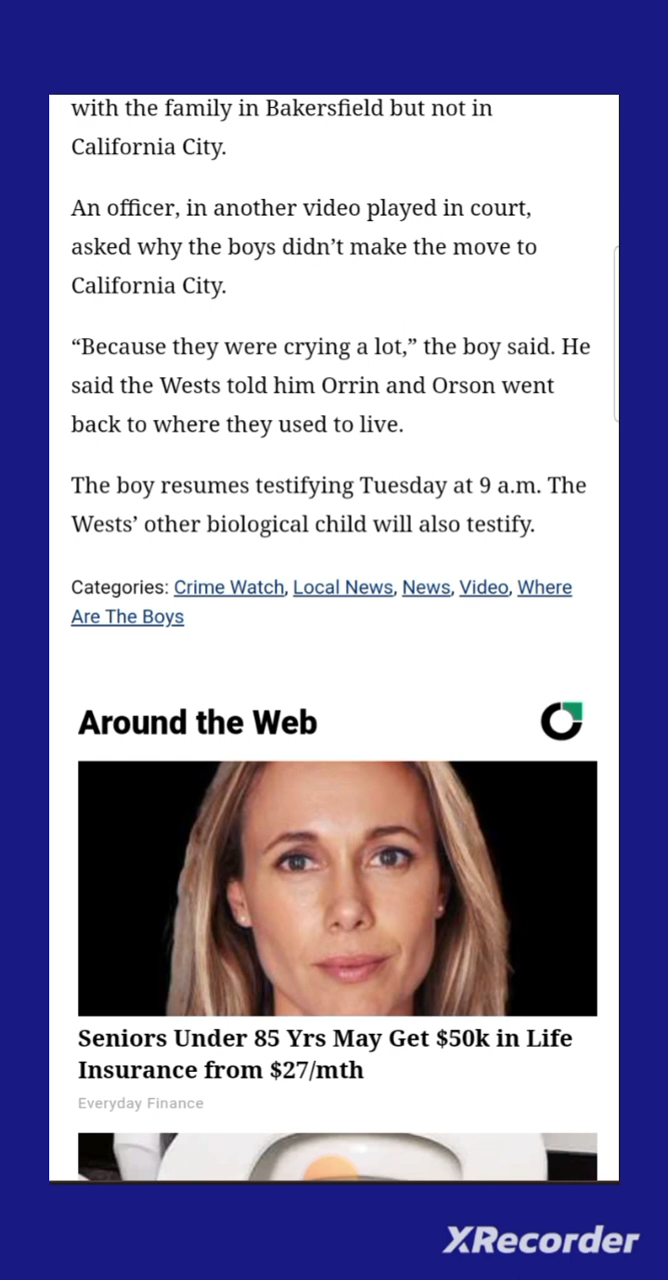 with the family in Bakersfield but not in
California City.
An officer, in another video played in court,
asked why the boys didn’t make the move to
California City.
“Because they were crying a lot,” the boy said. He
said the Wests told him Orrin and Orson went
back to where they used to live.
The boy resumes testifying Tuesday at 9 a.m. The
Wests’ other biological child will also testify.
Categories: Crime Watch, Local News, News, Video, Where
Are The Boys
Around the Web
Seniors Under 85 Yrs May Get $50k in Life
Insurance from $27/mth
Everyday Finance
XRecorder